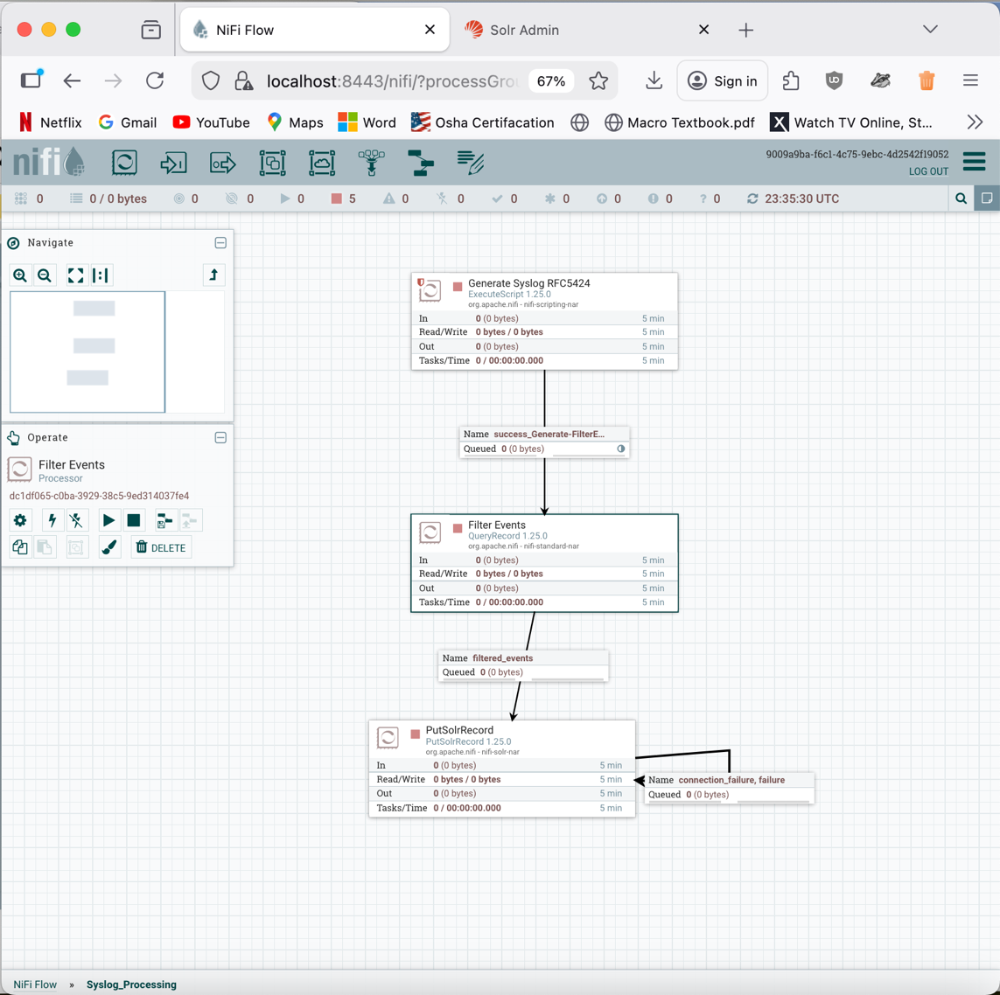 NiFi Flow
Solr Admin
localhost:8443/nifi/?processGrou
67%
Sign in
Netflix
Gmail
YouTube
Maps
Word
Osha Certifacation
Macro Textbook.pdf
Watch TV Online, St...
nifi
9009a9ba-f6c1-4c75-9ebc-4d2542f19052
LOG OUT
0 0 / 0 bytes 0 0 0 5 0 0 0 0 0 0 0 23:35:30 UTC
Navigate
Operate
Filter Events
Processor
dc1df065-c0ba-3929-38c5-9ed314037fe4
DELETE
Generate Syslog RFC5424
ExecuteScript 1.25.0
org.apache.nifi - nifi-scripting-nar
In 0 (0 bytes) 5 min
Read/Write 0 bytes / 0 bytes 5 min
Out 0 (0 bytes) 5 min
Tasks/Time 0 / 00:00:00.000 5 min
Name success_Generate-FilterE...
Queued 0 (0 bytes)
Filter Events
QueryRecord 1.25.0
org.apache.nifi - nifi-standard-nar
In 0 (0 bytes) 5 min
Read/Write 0 bytes / 0 bytes 5 min
Out 0 (0 bytes) 5 min
Tasks/Time 0 / 00:00:00.000 5 min
Name filtered_events
Queued 0 (0 bytes)
PutSolrRecord
PutSolrRecord 1.25.0
org.apache.nifi - nifi-solr-nar
In 0 (0 bytes) 5 min
Read/Write 0 bytes / 0 bytes 5 min
Out 0 (0 bytes) 5 min
Tasks/Time 0 / 00:00:00.000 5 min
Name connection_failure, failure
Queued 0 (0 bytes)
NiFi Flow » Syslog_Processing